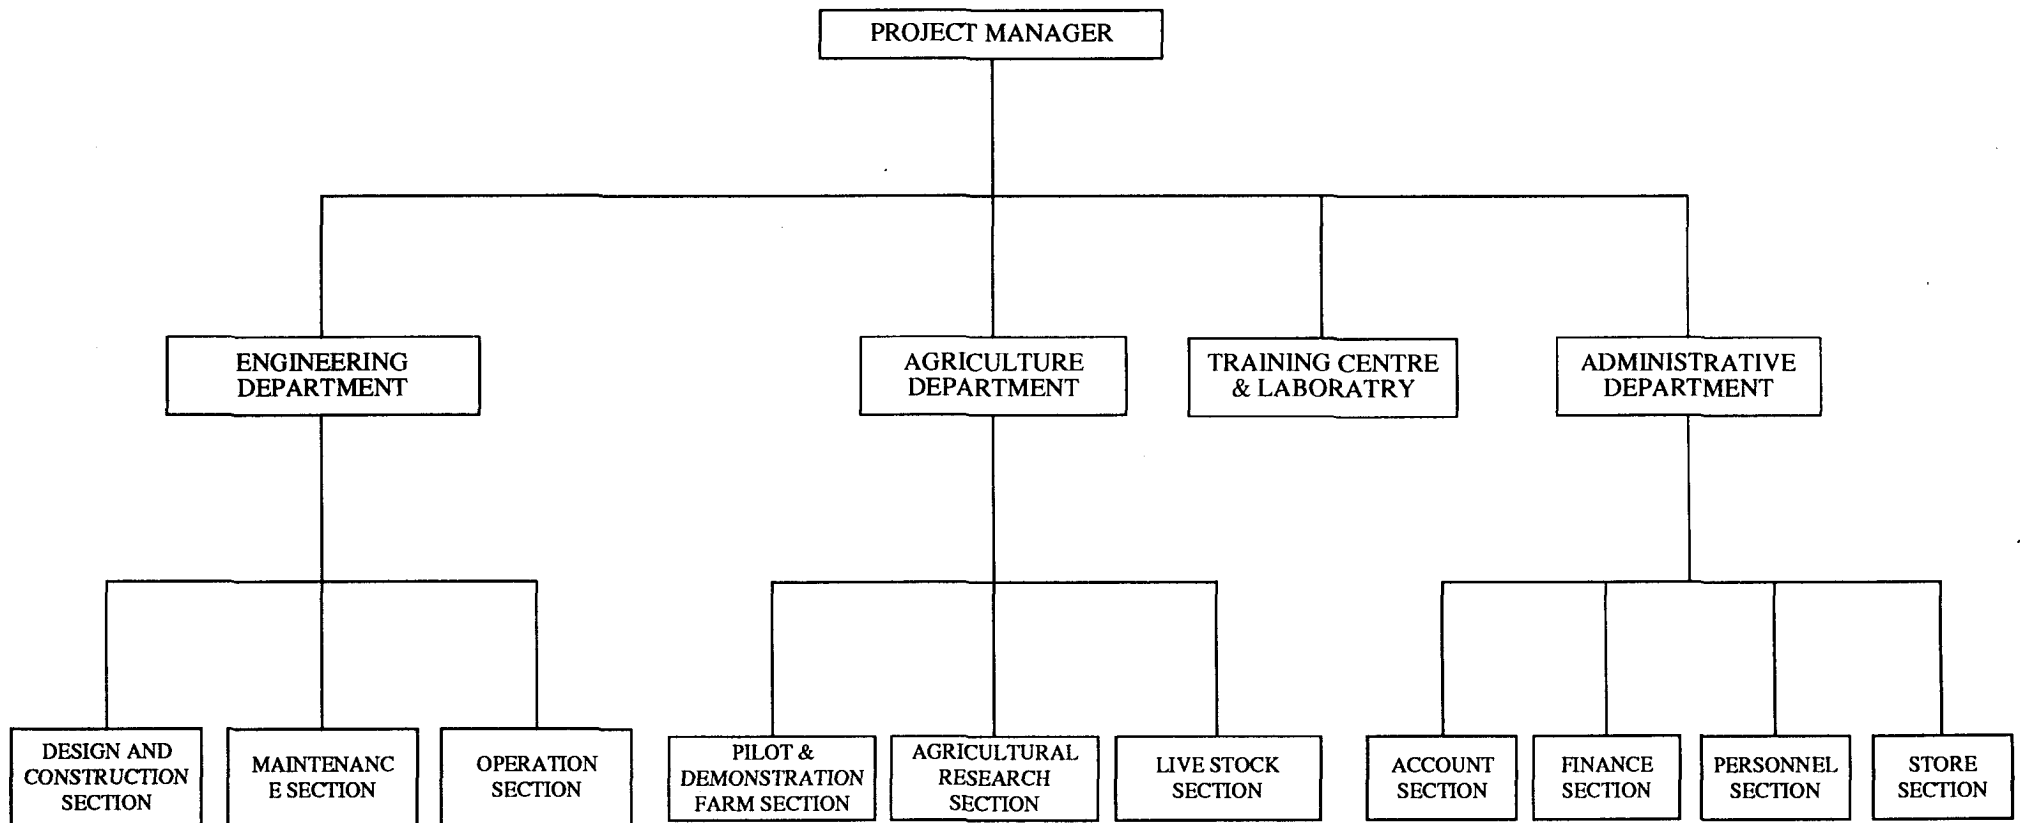 PROJECT MANAGER
ENGINEERING
DEPARTMENT
AGRICULTURE
DEPARTMENT
TRAINING CENTRE
& LABORATRY
ADMINISTRATIVE
DEPARTMENT
DESIGN AND
CONSTRUCTION
SECTION
MAINTENANC
E SECTION
OPERATION
SECTION
PILOT &
DEMONSTRATION
FARM SECTION
AGRICULTURAL
RESEARCH
SECTION
LIVE STOCK
SECTION
ACCOUNT
SECTION
FINANCE
SECTION
PERSONNEL
SECTION
STORE
SECTION